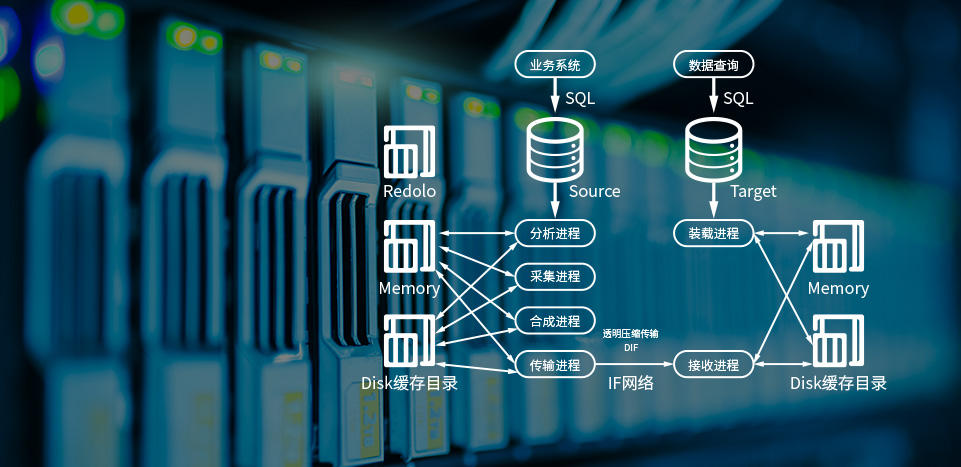 业务系统
数据查询
SQL
SQL
Redolo
Source
Target
分析进程
装载进程
Memory
采集进程
Memory
合成进程
透明压缩传输
DIF
传输进程
接收进程
Disk缓存目录
IF网络
Disk缓存目录